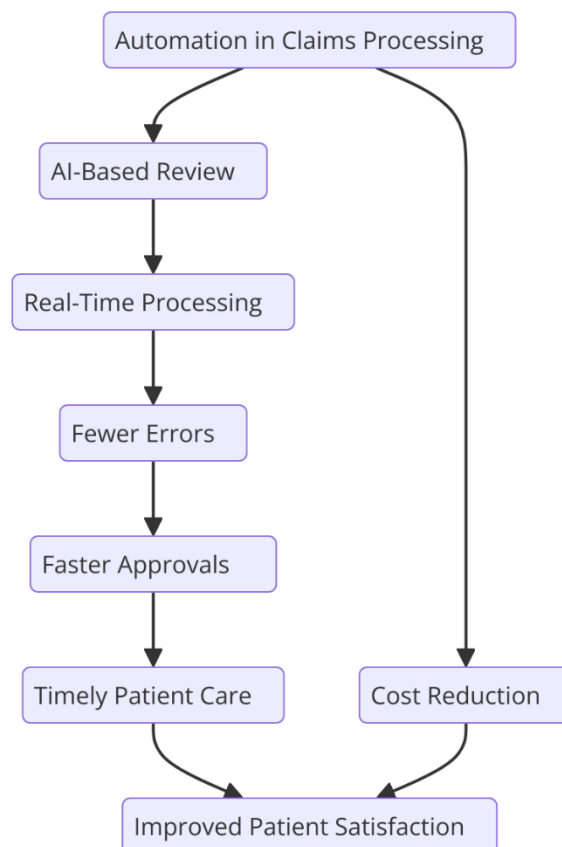 Automation in Claims Processing
AI-Based Review
Real-Time Processing
Fewer Errors
Faster Approvals
Timely Patient Care
Cost Reduction
Improved Patient Satisfaction